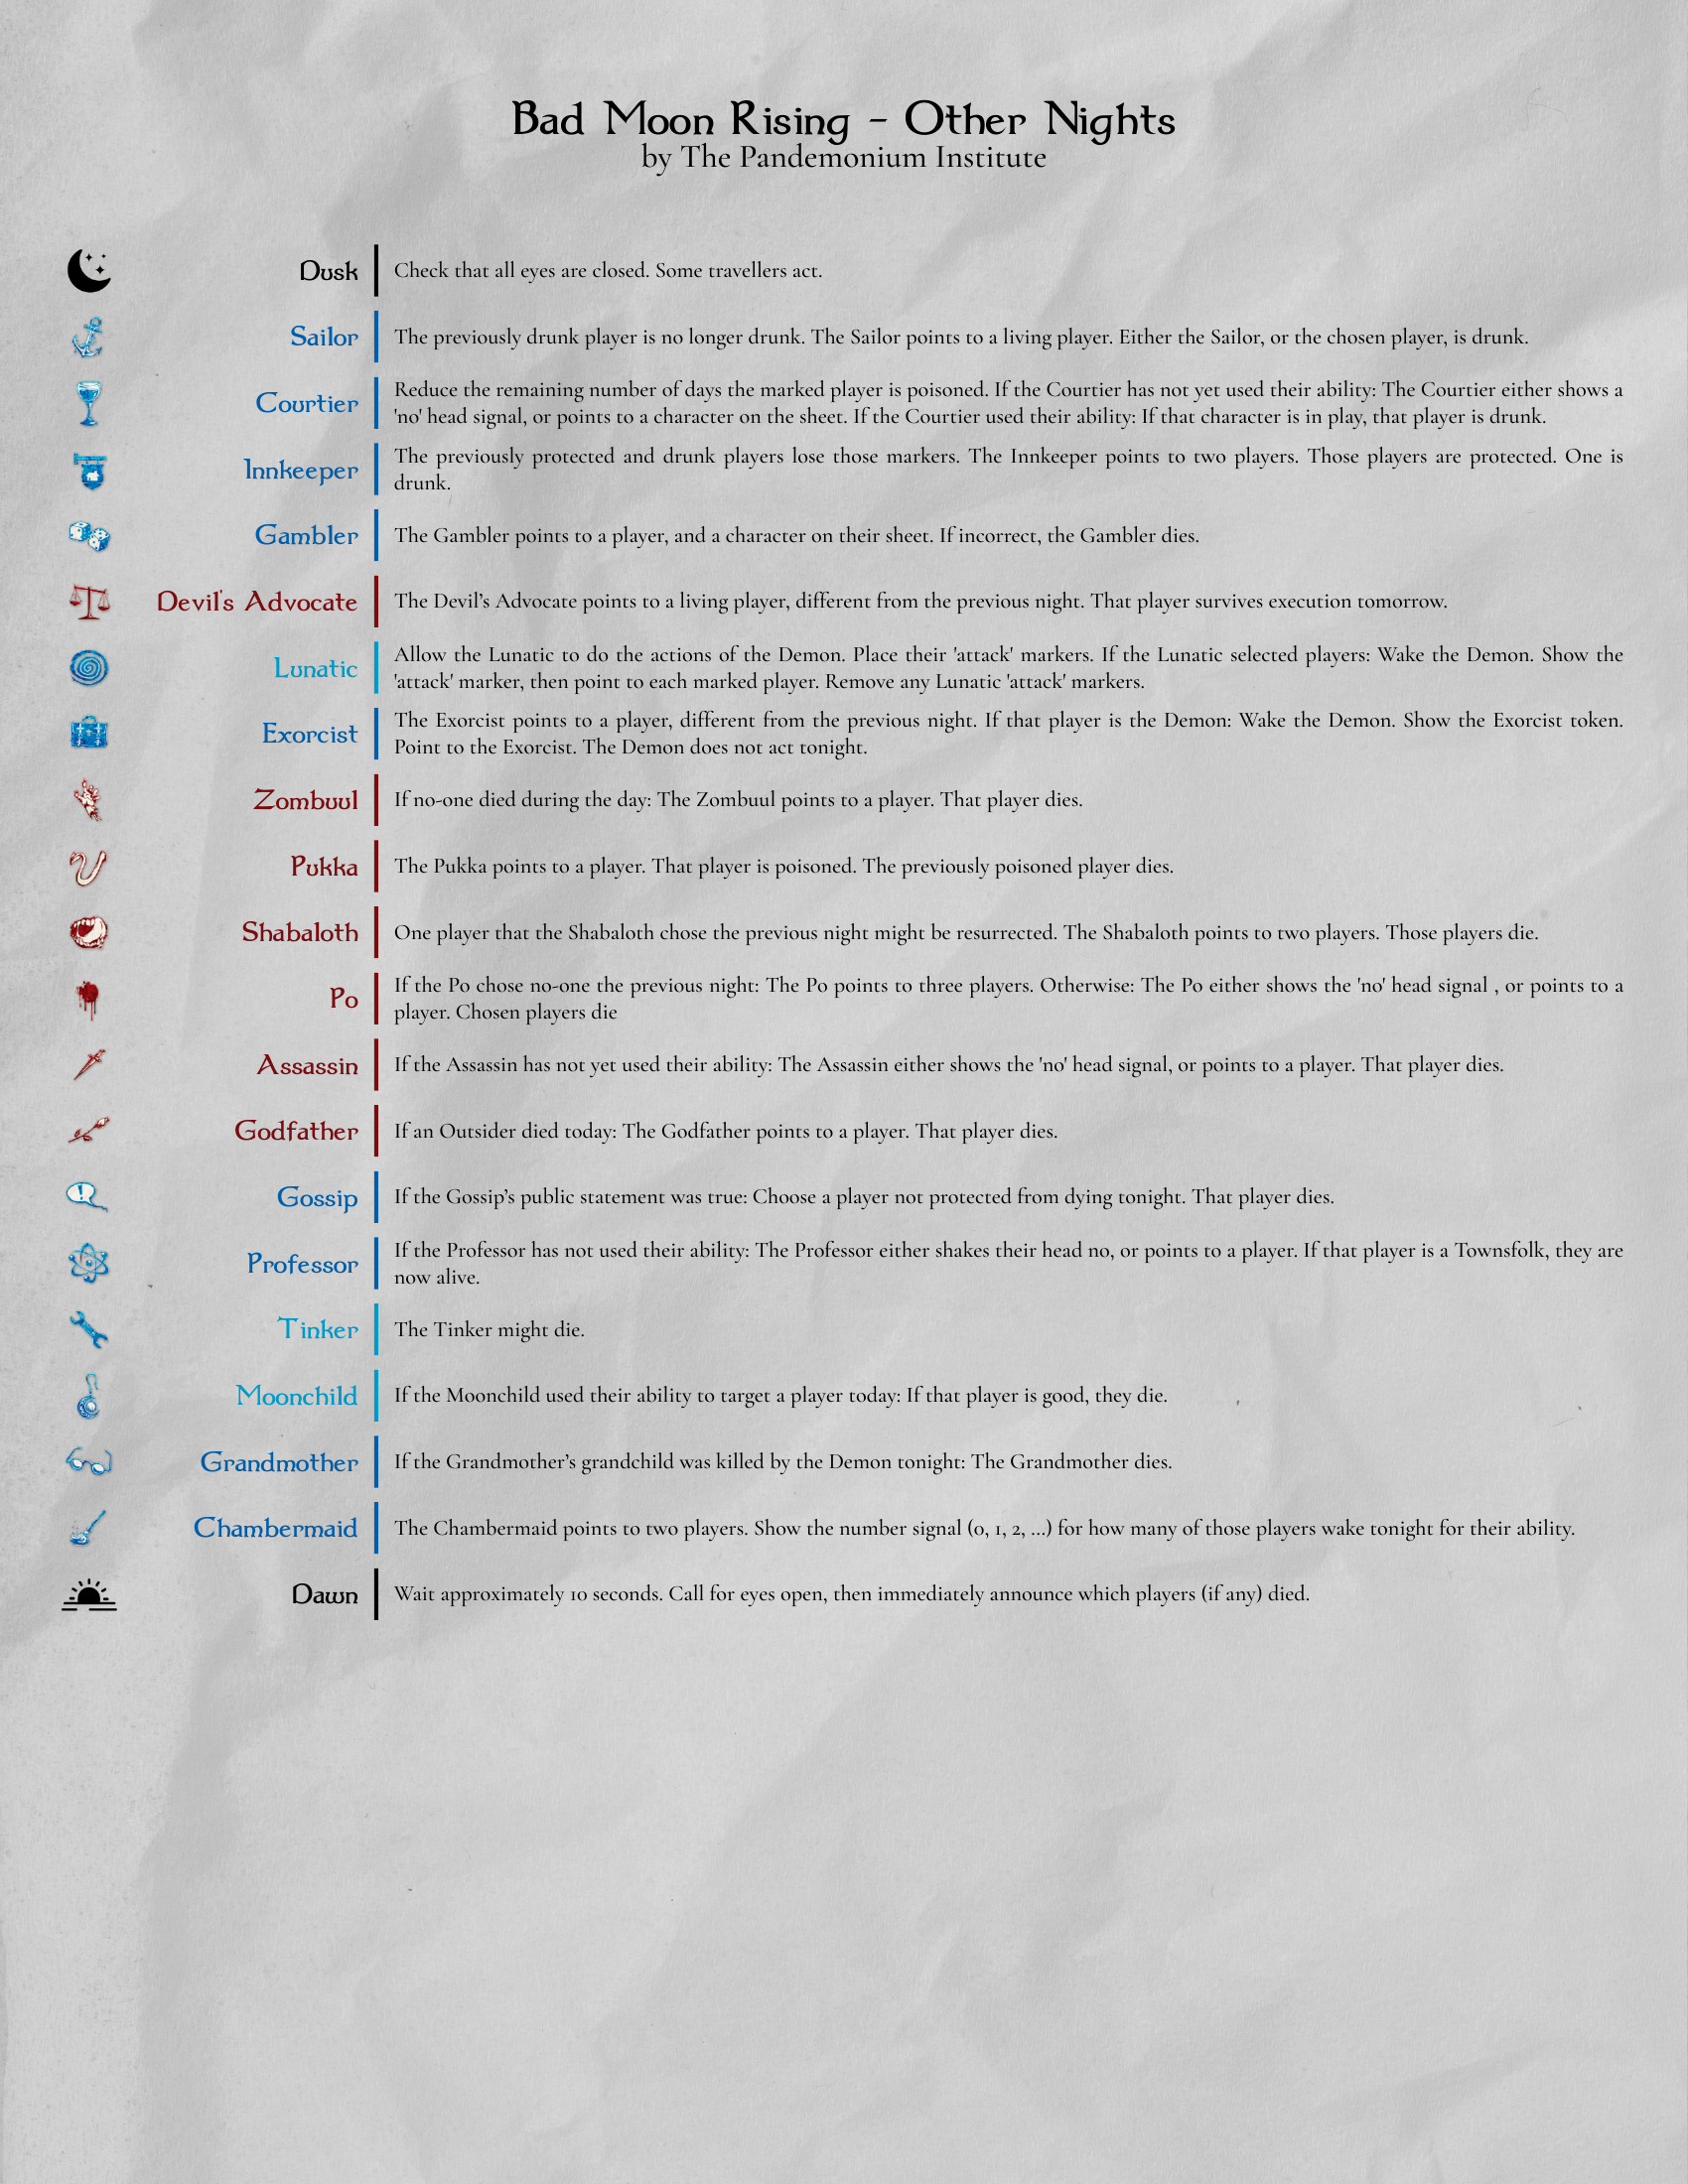 Bad Moon Rising - Other Nights
by The Pandemonium Institute
Dusk
Check that all eyes are closed. Some travellers act.
Sailor
The previously drunk player is no longer drunk. The Sailor points to a living player. Either the Sailor, or the chosen player, is drunk.
Courtier
Reduce the remaining number of days the marked player is poisoned. If the Courtier has not yet used their ability: The Courtier either shows a
'no' head signal, or points to a character on the sheet. If the Courtier used their ability: If that character is in play, that player is drunk.
Innkeeper
The previously protected and drunk players lose those markers. The Innkeeper points to two players. Those players are protected. One is
drunk.
Gambler
The Gambler points to a player, and a character on their sheet. If incorrect, the Gambler dies.
Devil's Advocate
The Devil's Advocate points to a living player, different from the previous night. That player survives execution tomorrow.
Lunatic
Allow the Lunatic to do the actions of the Demon. Place their 'attack' markers. If the Lunatic selected players: Wake the Demon. Show the
'attack' marker, then point to each marked player. Remove any Lunatic 'attack' markers.
Exorcist
The Exorcist points to a player, different from the previous night. If that player is the Demon: Wake the Demon. Show the Exorcist token.
Point to the Exorcist. The Demon does not act tonight.
Zombuul
If no-one died during the day: The Zombuul points to a player. That player dies.
Pukka
The Pukka points to a player. That player is poisoned. The previously poisoned player dies.
Shabaloth
One player that the Shabaloth chose the previous night might be resurrected. The Shabaloth points to two players. Those players die.
Po
If the Po chose no-one the previous night: The Po points to three players. Otherwise: The Po either shows the 'no' head signal , or points to a
player. Chosen players die
Assassin
If the Assassin has not yet used their ability: The Assassin either shows the 'no' head signal, or points to a player. That player dies.
Godfather
If an Outsider died today: The Godfather points to a player. That player dies.
Gossip
If the Gossip's public statement was true: Choose a player not protected from dying tonight. That player dies.
Professor
If the Professor has not used their ability: The Professor either shakes their head no, or points to a player. If that player is a Townsfolk, they are
now alive.
Tinker
The Tinker might die.
Moonchild
If the Moonchild used their ability to target a player today: If that player is good, they die.
Grandmother
If the Grandmother's grandchild was killed by the Demon tonight: The Grandmother dies.
Chambermaid
The Chambermaid points to two players. Show the number signal (0, 1, 2, ...) for how many of those players wake tonight for their ability.
Dawn
Wait approximately 10 seconds. Call for eyes open, then immediately announce which players (if any) died.